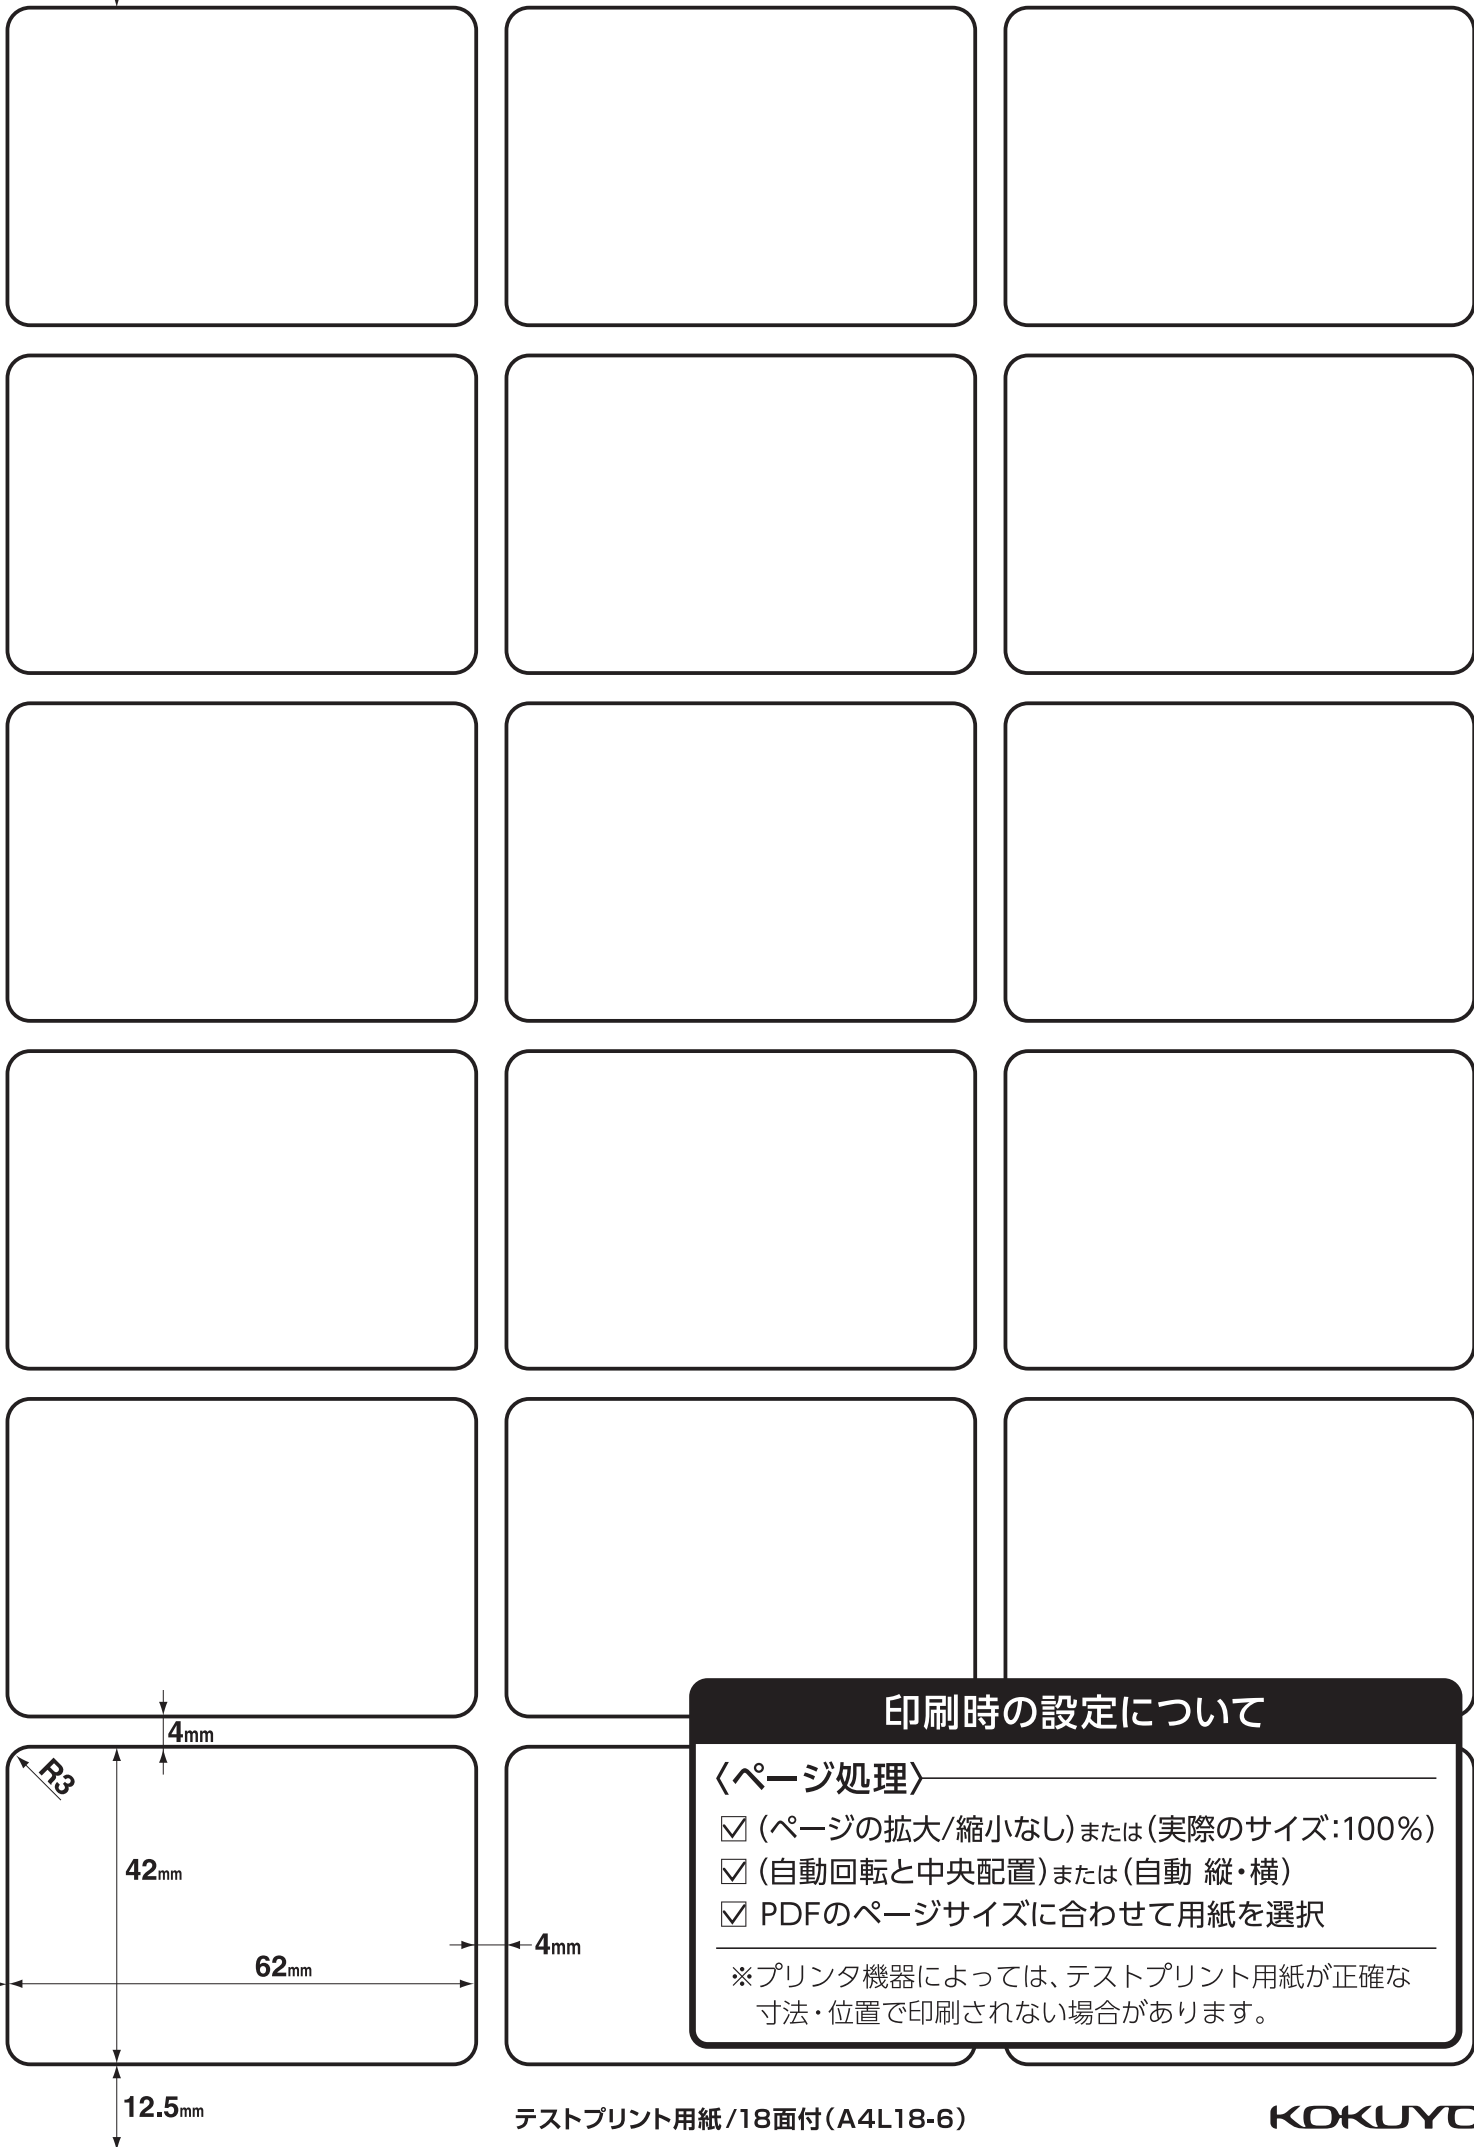 印刷時の設定について
4mm
R3
〈ページ処理〉
☑(ページの拡大/縮小なし)または(実際のサイズ:100%)
42mm
☑(自動回転と中央配置)または(自動 縦・横)
☑PDFのページサイズに合わせて用紙を選択
4mm
62mm
※プリンタ機器によっては、テストプリント用紙が正確な
寸法・位置で印刷されない場合があります。
12.5mm
テストプリント用紙/18面付(A4L18-6)
KOKUYO